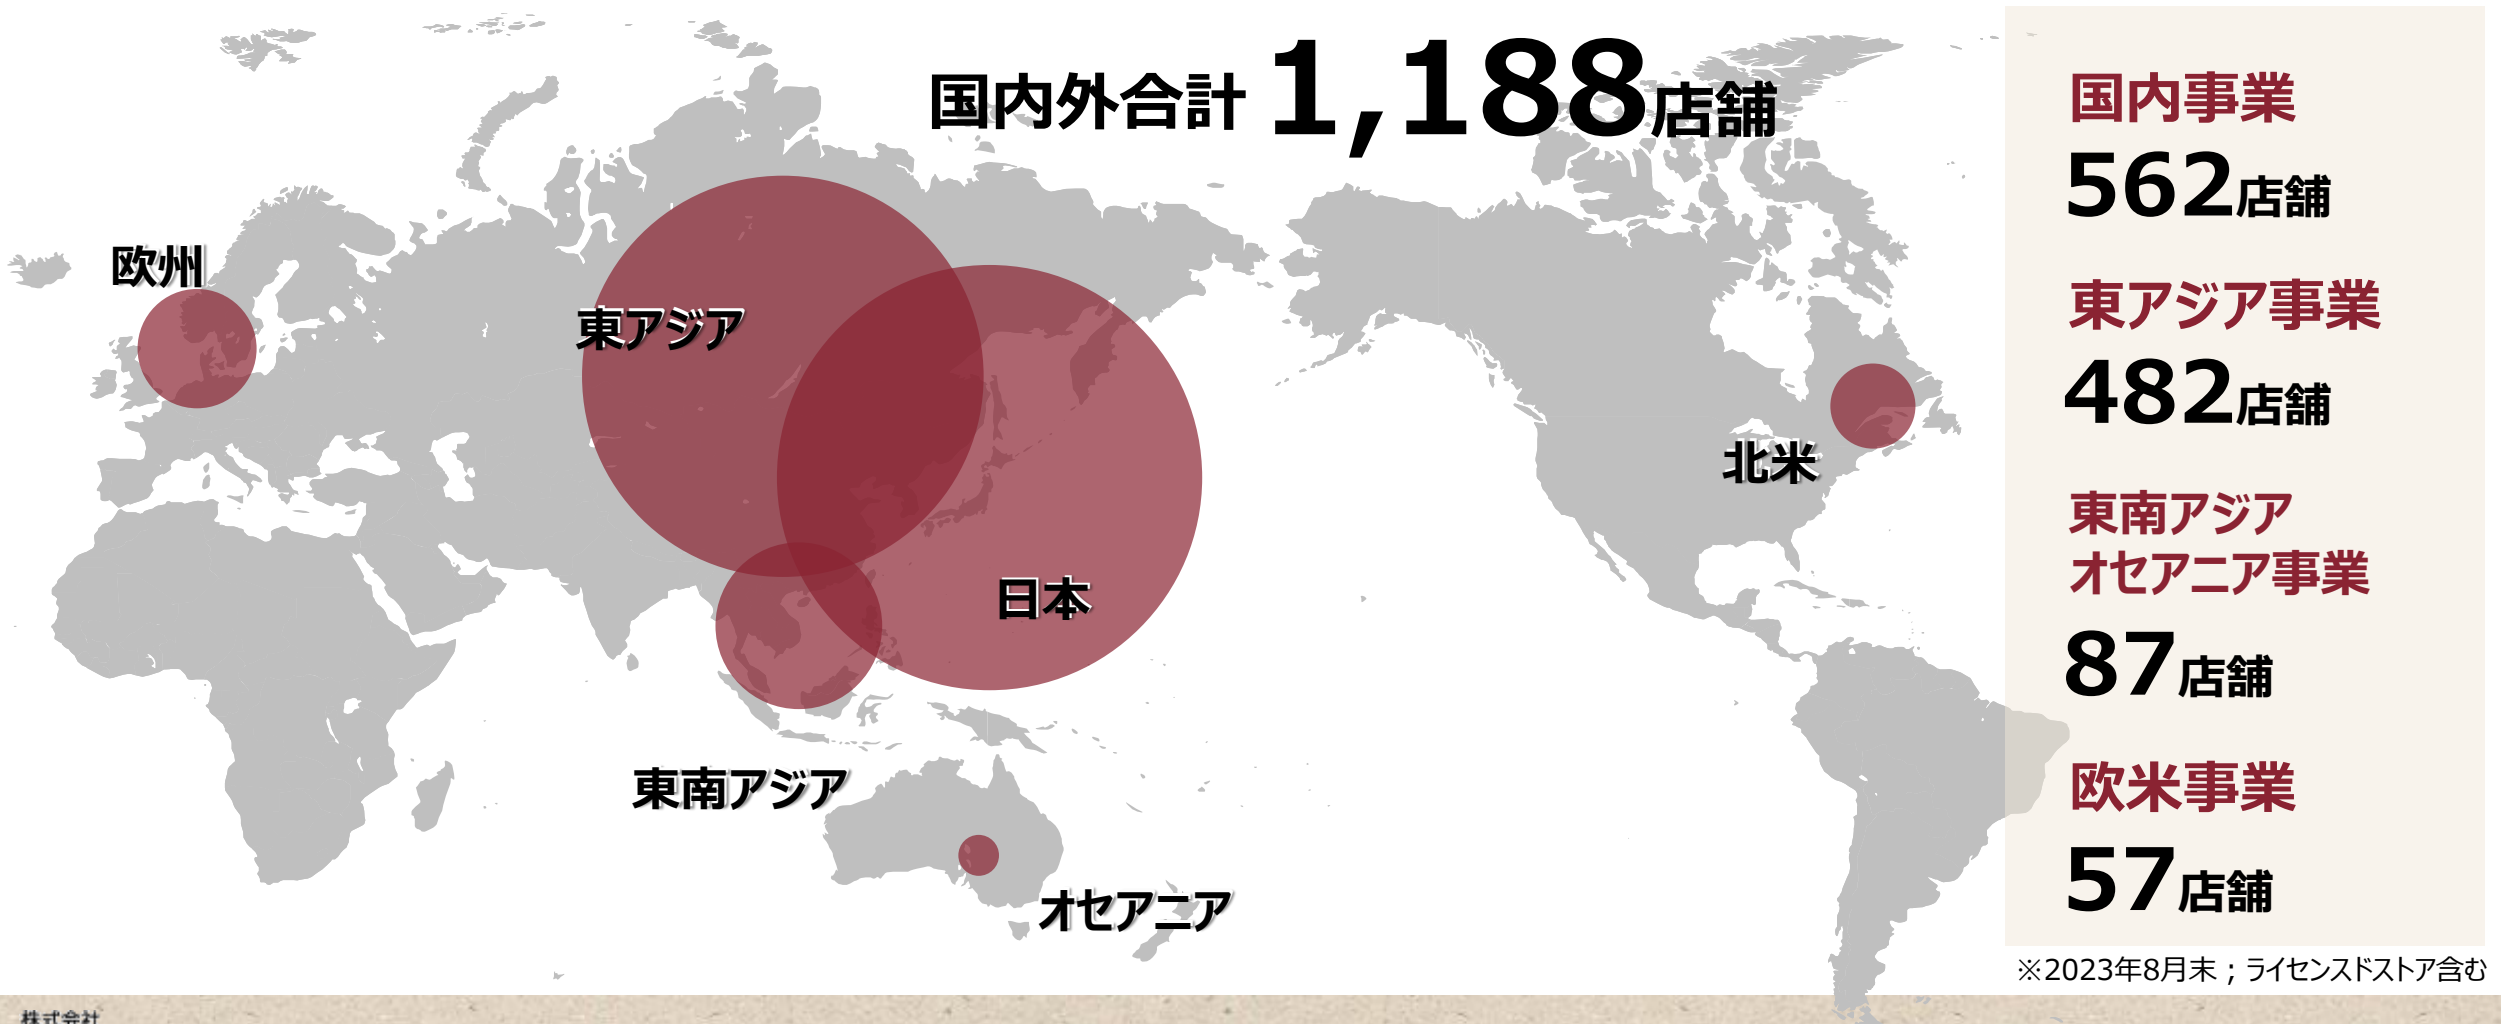 国内外合計 1,188店舗
欧州
東アジア
日本
北米
東南アジア
オセアニア
国内事業
562店舗
東アジア事業
482店舗
東南アジア
オセアニア事業
87店舗
欧米事業
57店舗
※2023年8月末；ライセンスドストア含む
株式会社